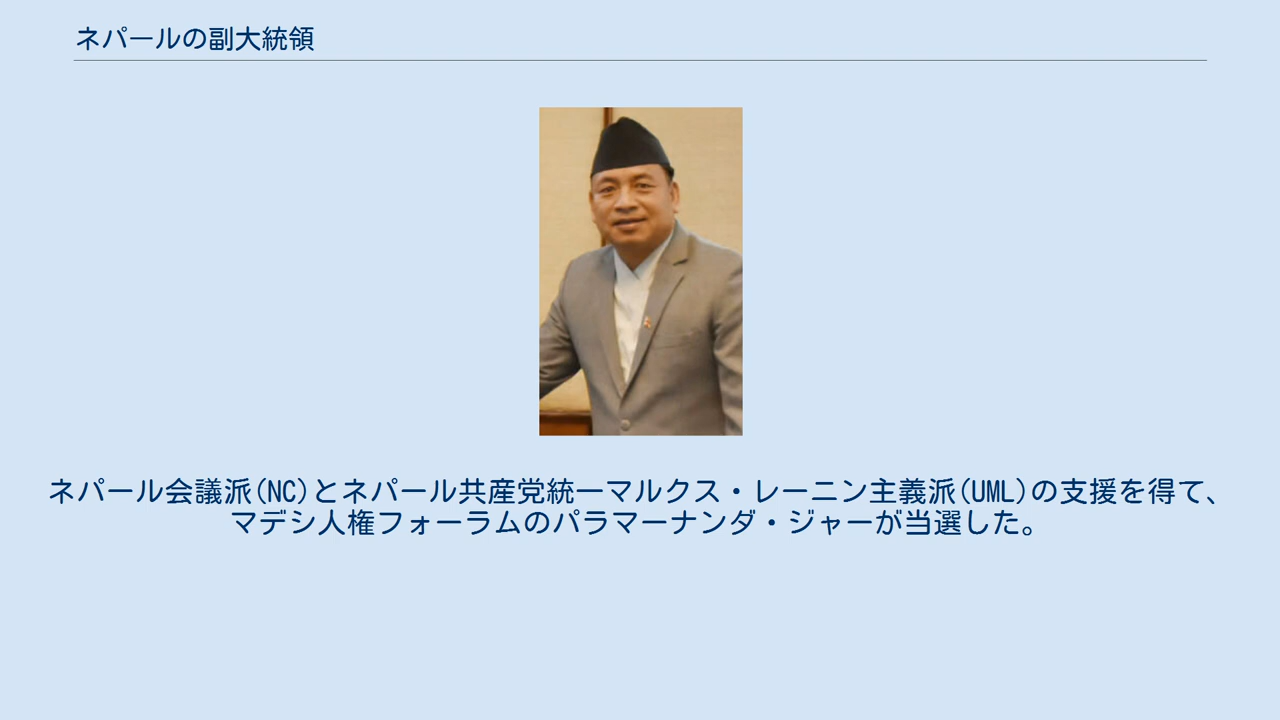 ネパールの副大統領
ネパール会議派(NC)とネパール共産党統一マルクス・レーニン主義派(UML)の支援を得て、
マデシ人権フォーラムのパラマーナンダ・ジャーが当選した。